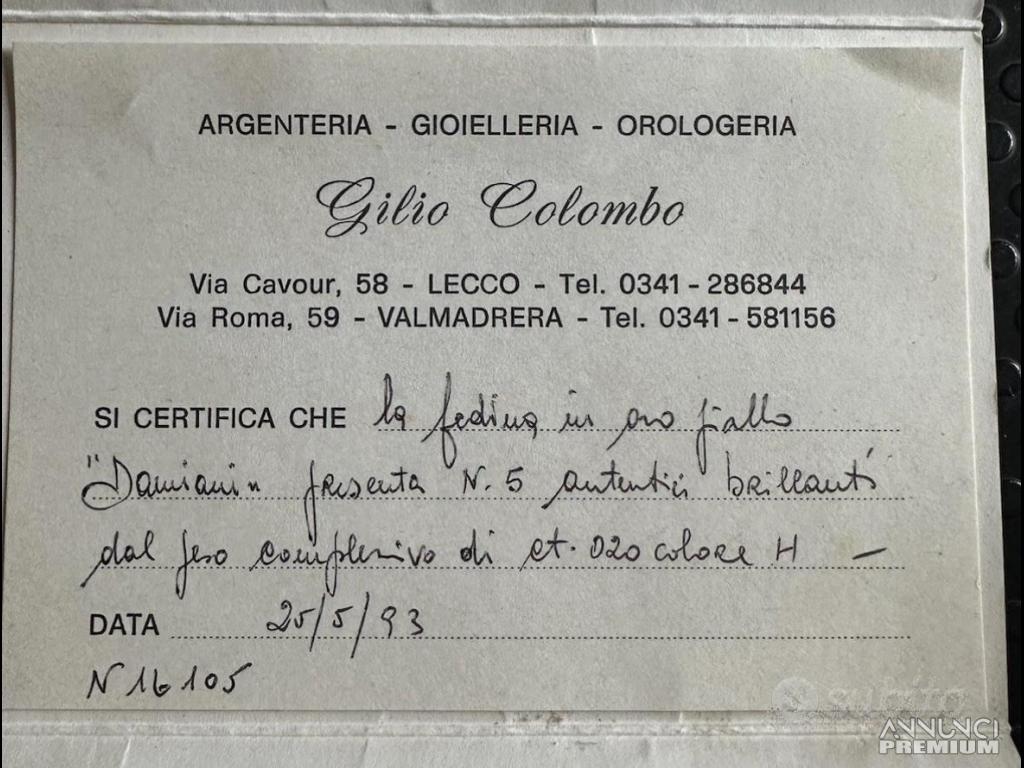 ARGENTERIA - GIOIELLERIA - OROLOGERIA
Gilio Colombo
Via Cavour, 58 - LECCO - Tel. 0341 - 286844
Via Roma, 59 - VALMADRERA - Tel. 0341 - 581156
SI CERTIFICA CHE la fedina in oro giallo
"Damiani" presenta N. 5 autentici brillanti
dal peso complessivo di ct. 020 colore H —
DATA 25/5/93
N 16105
subito
ANNUNCI
PREMIUM